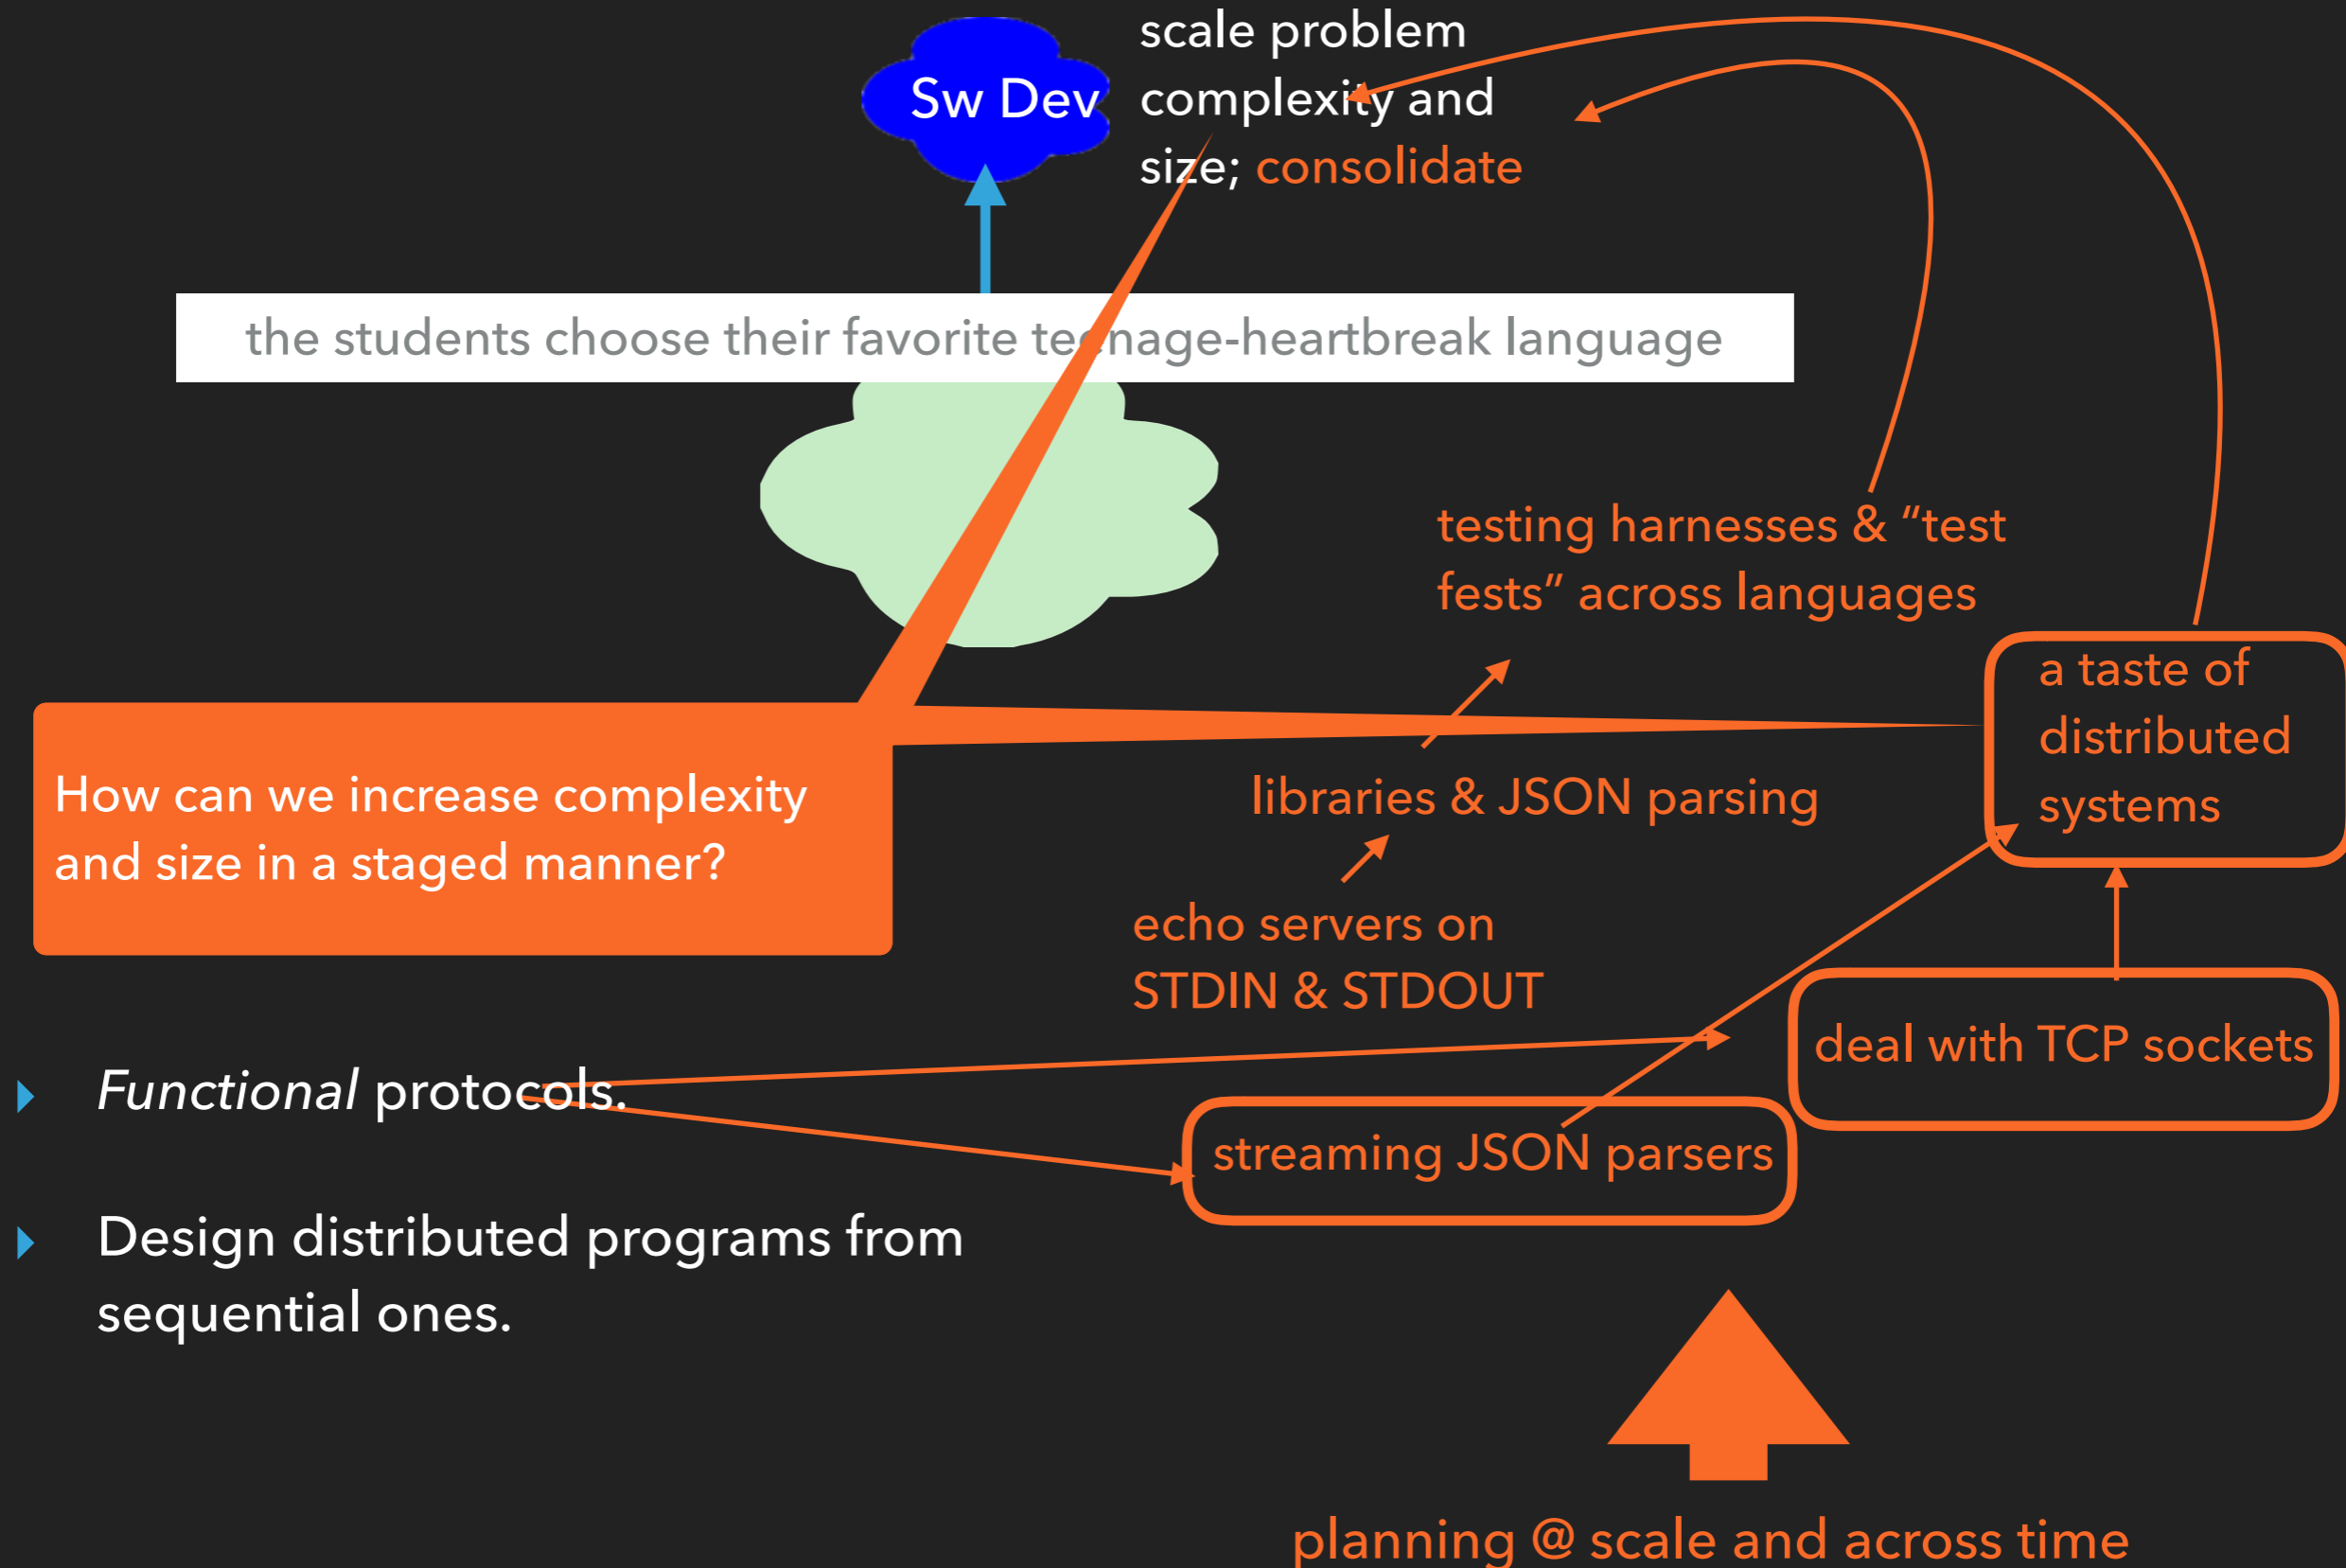 Sw Dev
scale problem
complexity and
size; consolidate
the students choose their favorite teenage-heartbreak language
testing harnesses & “test
fests” across languages
a taste of
distributed
systems
How can we increase complexity
and size in a staged manner?
libraries & JSON parsing
echo servers on
STDIN & STDOUT
deal with TCP sockets
Functional protocols.
streaming JSON parsers
Design distributed programs from
sequential ones.
planning @ scale and across time